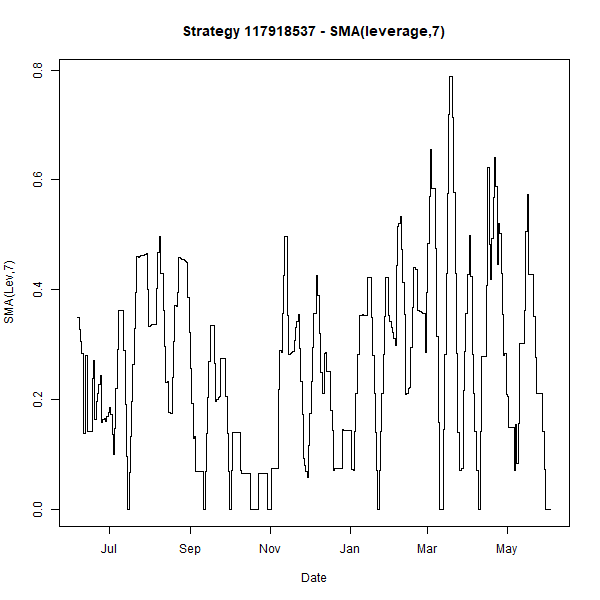 Strategy 117918537 - SMA(leverage,7)
SMA(Lev,7)
0.8
0.6
0.4
0.2
0.0
Jul Sep Nov Jan Mar May
Date